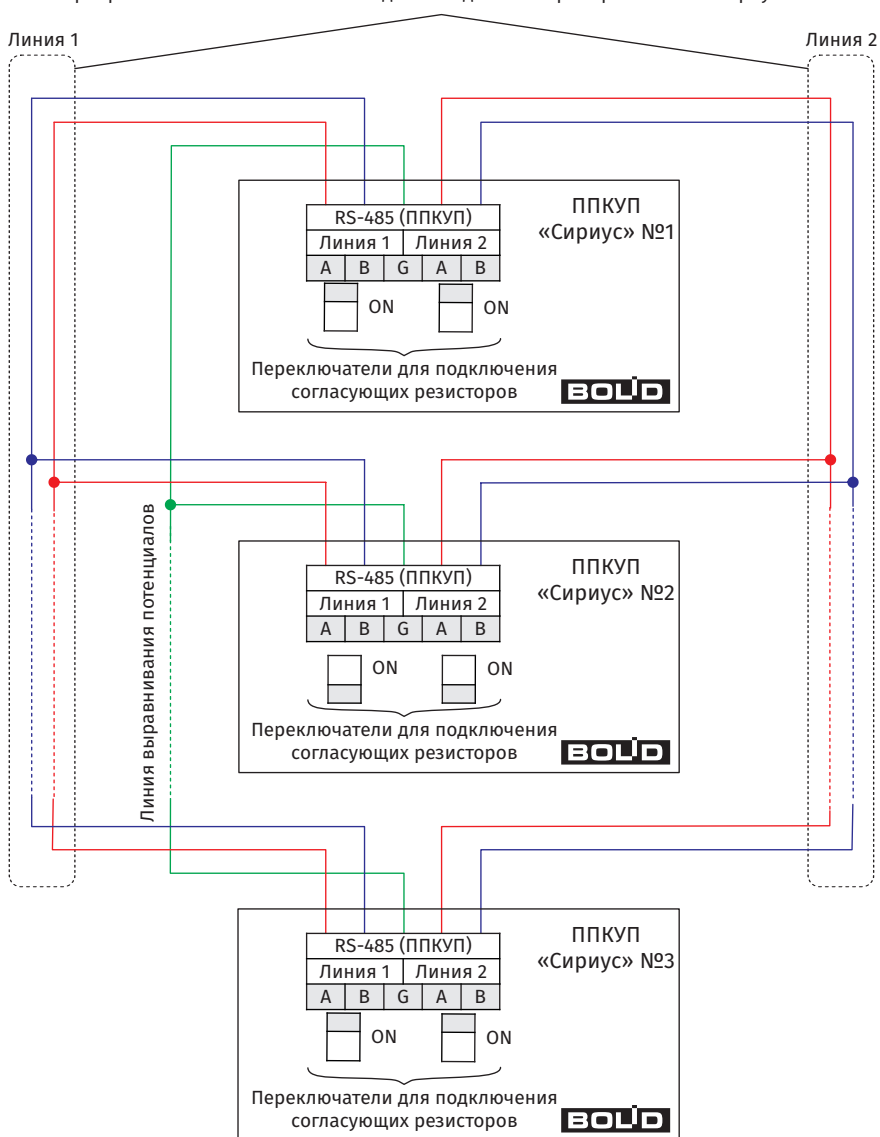 Линия 1
Линия 2
ППКУП
«Сириус» №1
RS-485 (ППКУП)
Линия 1 Линия 2
A B G A B
ON ON
Переключатели для подключения
согласующих резисторов
BOLID
Линия выравнивания потенциалов
ППКУП
«Сириус» №2
RS-485 (ППКУП)
Линия 1 Линия 2
A B G A B
ON ON
Переключатели для подключения
согласующих резисторов
BOLID
ППКУП
«Сириус» №3
RS-485 (ППКУП)
Линия 1 Линия 2
A B G A B
ON ON
Переключатели для подключения
согласующих резисторов
BOLID